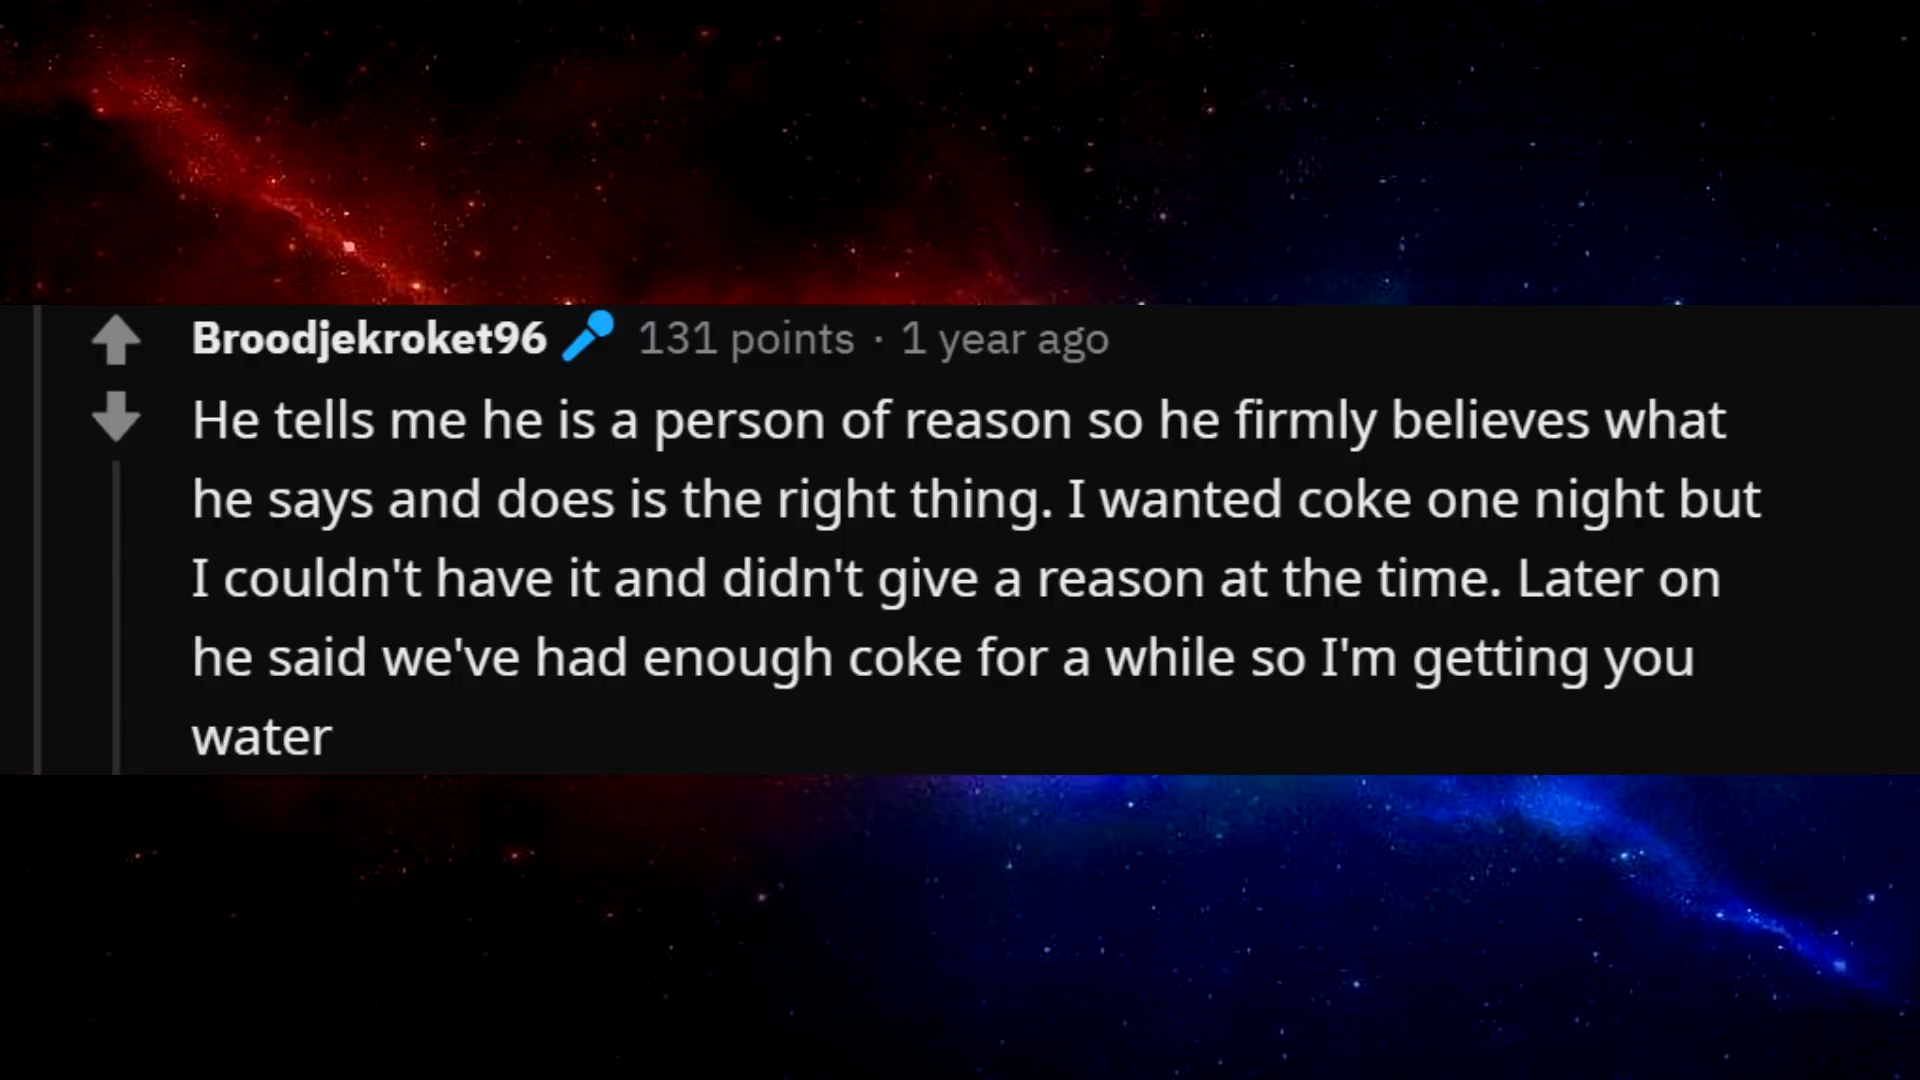 Broodjekroket96 131 points · 1 year ago
He tells me he is a person of reason so he firmly believes what
he says and does is the right thing. I wanted coke one night but
I couldn't have it and didn't give a reason at the time. Later on
he said we've had enough coke for a while so I'm getting you
water